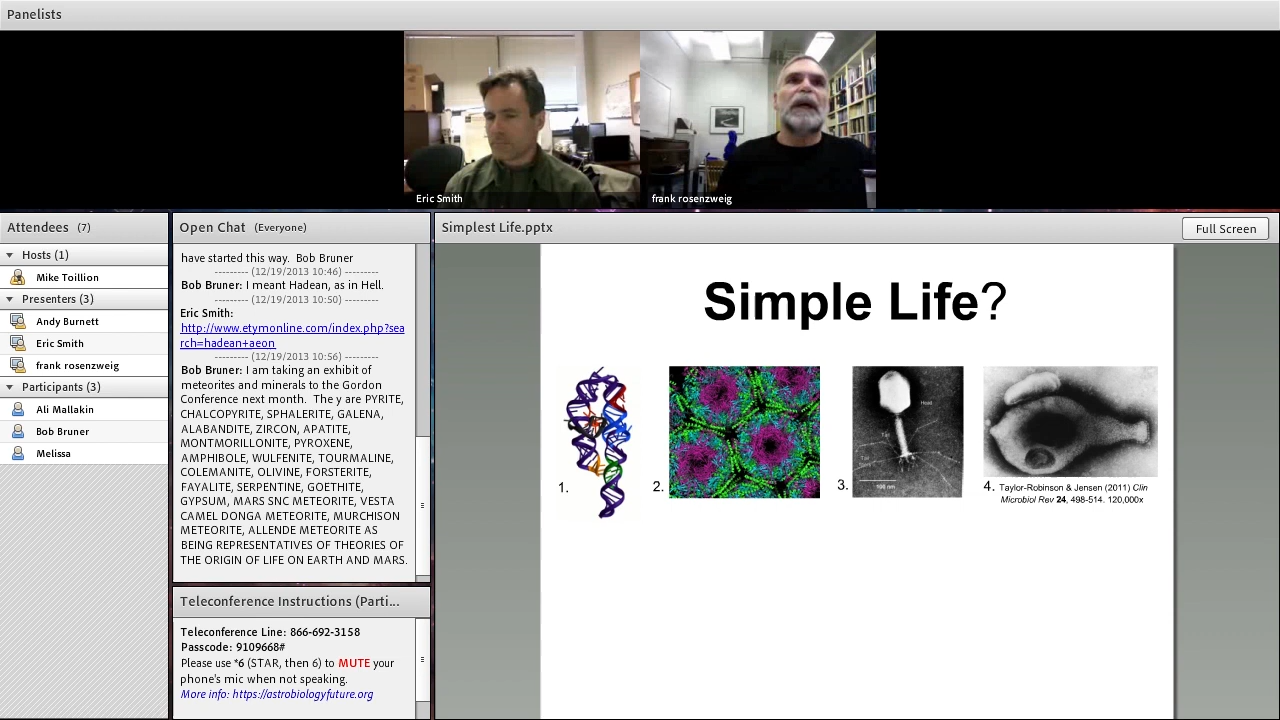 Panelists
Eric Smith
frank rosenzweig
Attendees (7)
Hosts (1)
Mike Toillion
Presenters (3)
Andy Burnett
Eric Smith
frank rosenzweig
Participants (3)
Ali Mallakin
Bob Bruner
Melissa
Open Chat (Everyone)
have started this way. Bob Bruner
--------- (12/19/2013 10:46) ---------
Bob Bruner: I meant Hadean, as in Hell.
--------- (12/19/2013 10:50) ---------
Eric Smith:
http://www.etymonline.com/index.php?sea
rch=hadean+aeon
--------- (12/19/2013 10:56) ---------
Bob Bruner: I am taking an exhibit of
meteorites and minerals to the Gordon
Conference next month. The y are PYRITE,
CHALCOPYRITE, SPHALERITE, GALENA,
ALABANDITE, ZIRCON, APATITE,
MONTMORILLONITE, PYROXENE,
AMPHIBOLE, WULFENITE, TOURMALINE,
COLEMANITE, OLIVINE, FORSTERITE,
FAYALITE, SERPENTINE, GOETHITE,
GYPSUM, MARS SNC METEORITE, VESTA
CAMEL DONGA METEORITE, MURCHISON
METEORITE, ALLENDE METEORITE AS
BEING REPRESENTATIVES OF THEORIES OF
THE ORIGIN OF LIFE ON EARTH AND MARS.
Teleconference Instructions (Parti...
Teleconference Line: 866-692-3158
Passcode: 9109668#
Please use *6 (STAR, then 6) to MUTE your
phone's mic when not speaking.
More info: https://astrobiologyfuture.org
Simplest Life.pptx
Full Screen
Simple Life?
1.
2.
3.
Head
Tail
100 nm
4. Taylor-Robinson & Jensen (2011) Clin
Microbiol Rev 24, 498-514. 120,000x